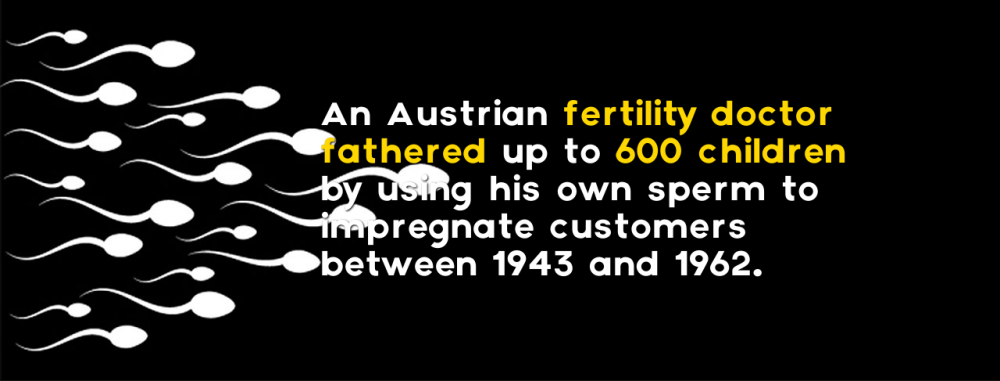 An Austrian fertility doctor
fathered up to 600 children
by using his own sperm to
impregnate customers
between 1943 and 1962.